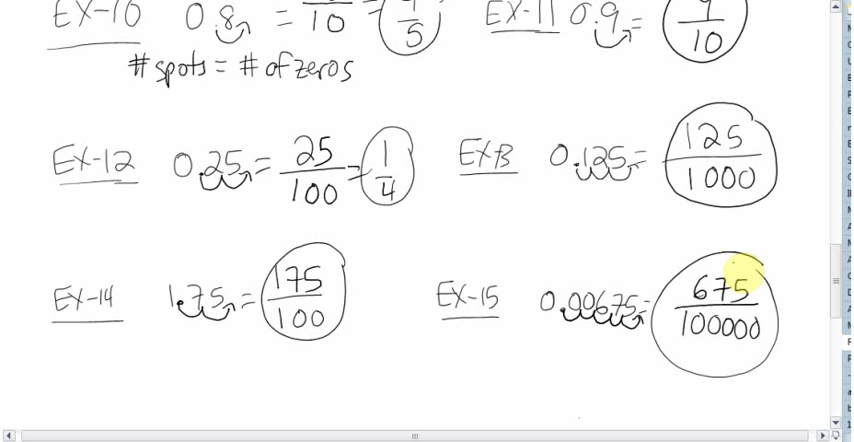 EX-10 0.8 = /10 = 4/5 EX-11 0.9 = 9/10
# spots = # of zeros
EX-12 0.25 = 25/100 = 1/4 EX13 0.125 = 125/1000
EX-14 1.75 = 175/100 EX-15 0.00675 = 675/100000